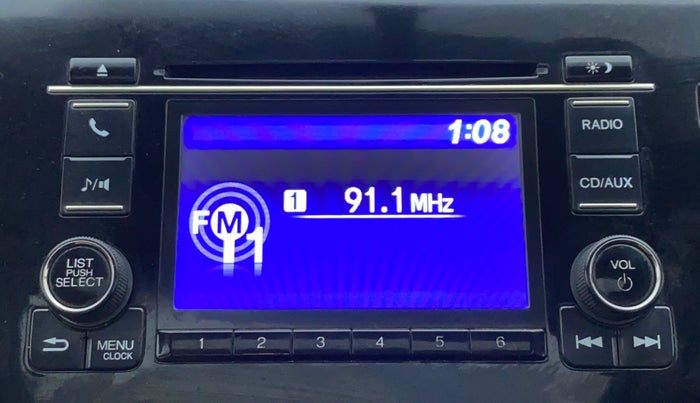 1:08
RADIO
CD/AUX
1 91.1 MHz
FM
11
LIST
PUSH
SELECT
VOL
MENU
CLOCK
1 2 3 4 5 6